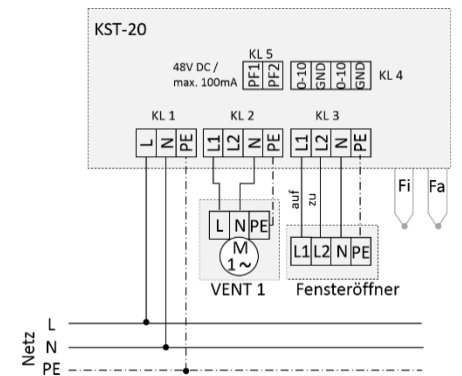 KST-20
KL 5
48V DC /
max. 100mA
PF1 PF2
0-10 GND 0-10 GND
KL 4
KL 1 KL 2 KL 3
L N PE
L1 L2 N PE
L1 L2 N PE
Fi Fa
auf
zu
L N PE
M
1~
L1 L2 N PE
VENT 1
Fensteröffner
Netz
L
N
PE